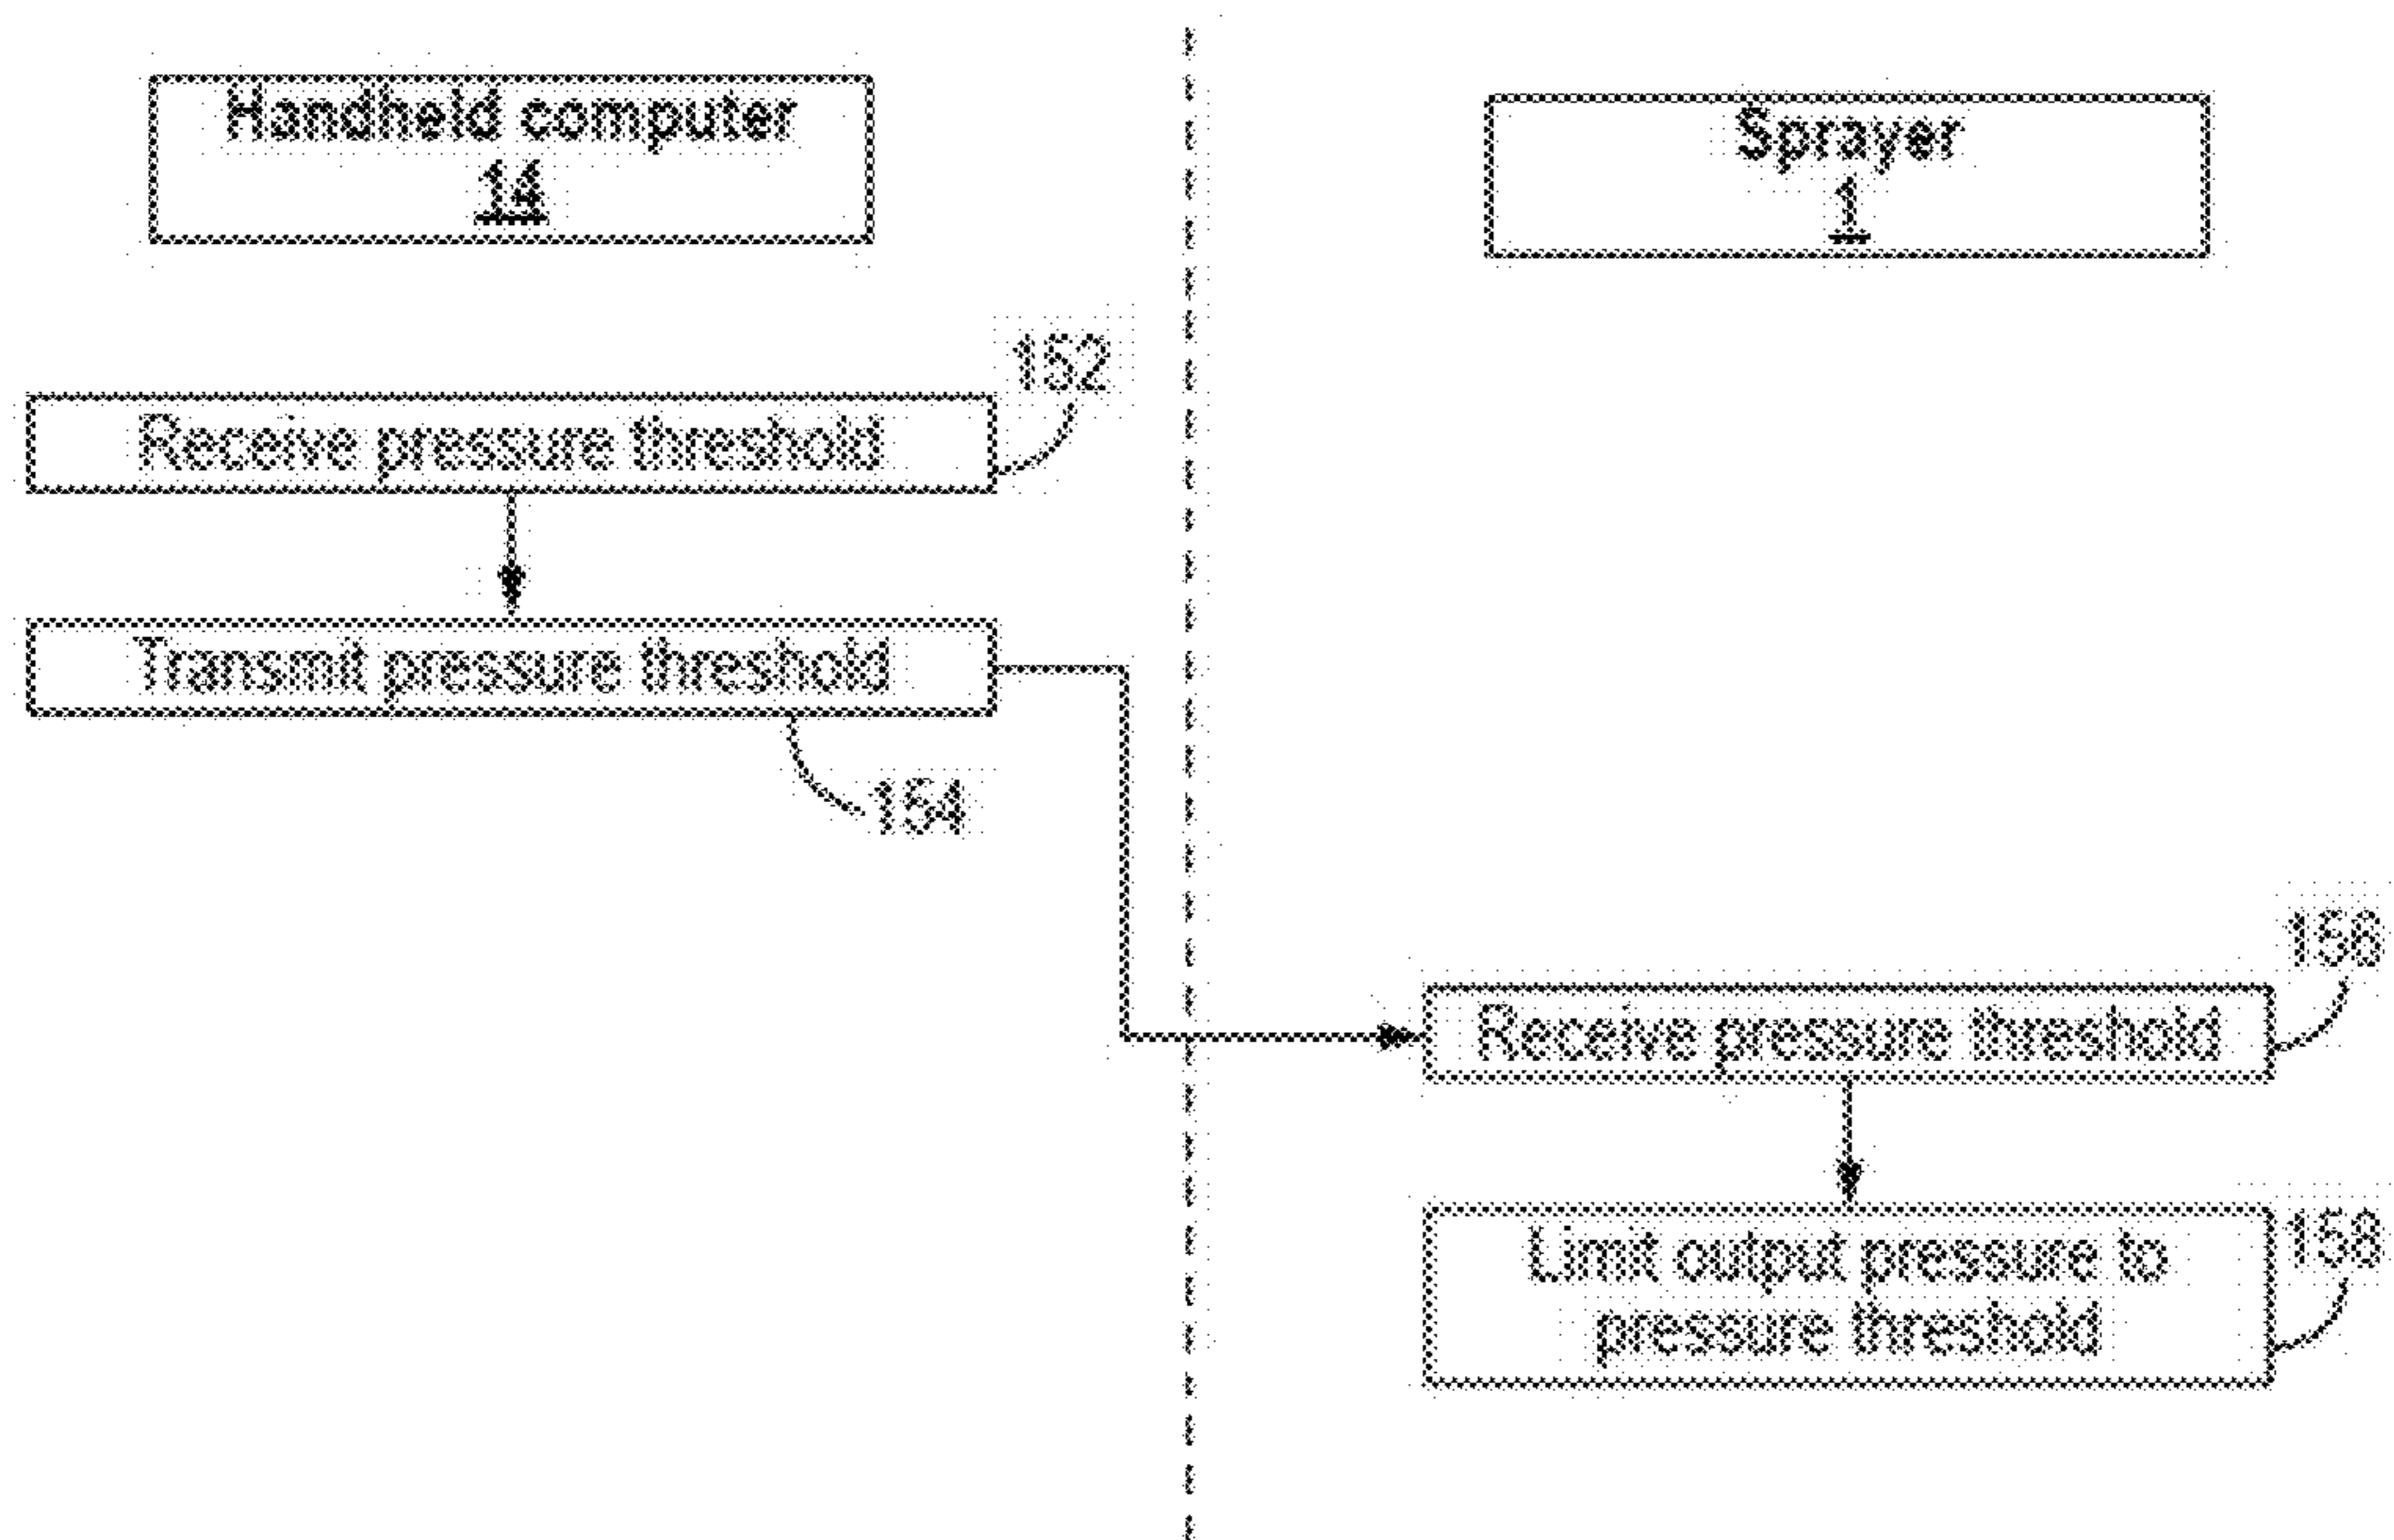 Handheld computer
14
Sprayer
1
152
Receive pressure threshold
Transmit pressure threshold
154
156
Receive pressure threshold
158
Limit output pressure to
pressure threshold